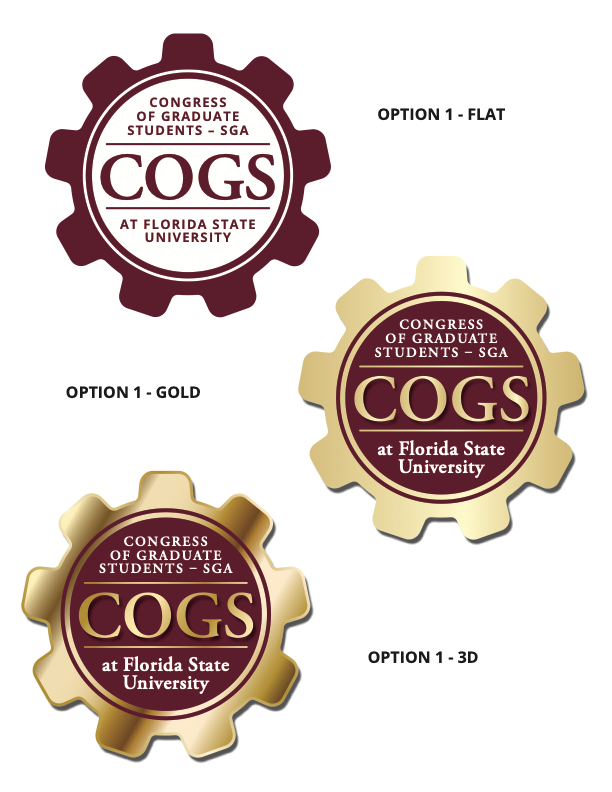 CONGRESS
OF GRADUATE
STUDENTS – SGA
COGS
AT FLORIDA STATE
UNIVERSITY
OPTION 1 - FLAT
CONGRESS
OF GRADUATE
STUDENTS – SGA
COGS
at Florida State
University
OPTION 1 - GOLD
CONGRESS
OF GRADUATE
STUDENTS – SGA
COGS
at Florida State
University
OPTION 1 - 3D